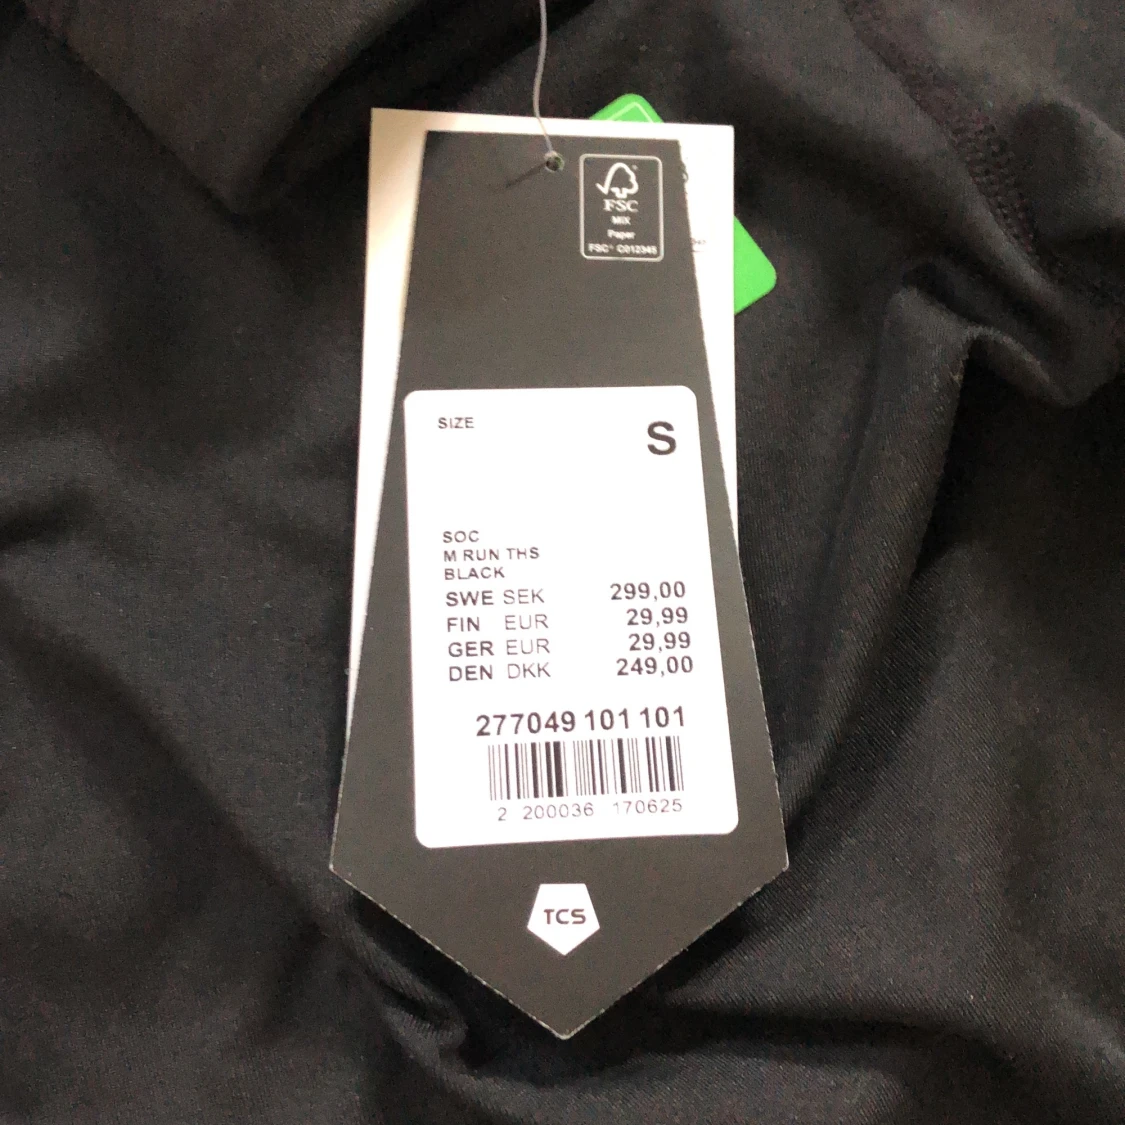 FSC
MIX
Paper
FSC® C012345
SIZE
S
SOC
M RUN THS
BLACK
SWE SEK 299,00
FIN EUR 29,99
GER EUR 29,99
DEN DKK 249,00
277049 101 101
2 200036 170625
TCS